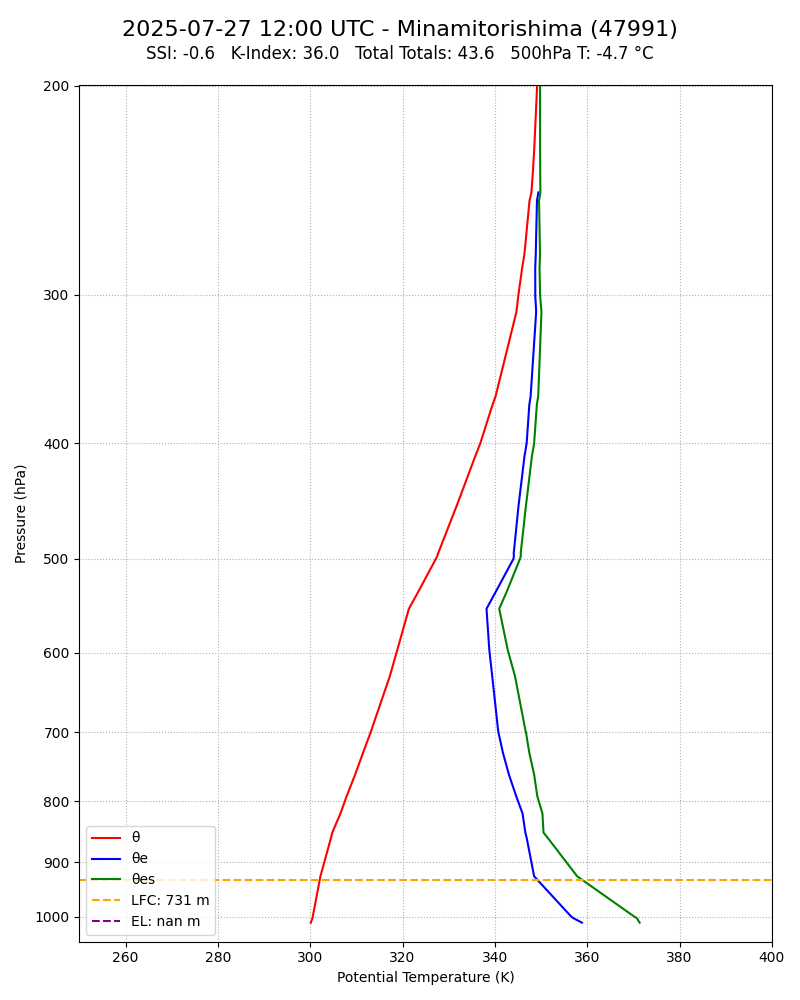 2025-07-27 12:00 UTC - Minamitorishima (47991)
SSI: -0.6   K-Index: 36.0   Total Totals: 43.6   500hPa T: -4.7 °C
200
300
400
500
600
700
800
900
1000
Pressure (hPa)
θ
θe
θes
LFC: 731 m
EL: nan m
260 280 300 320 340 360 380 400
Potential Temperature (K)